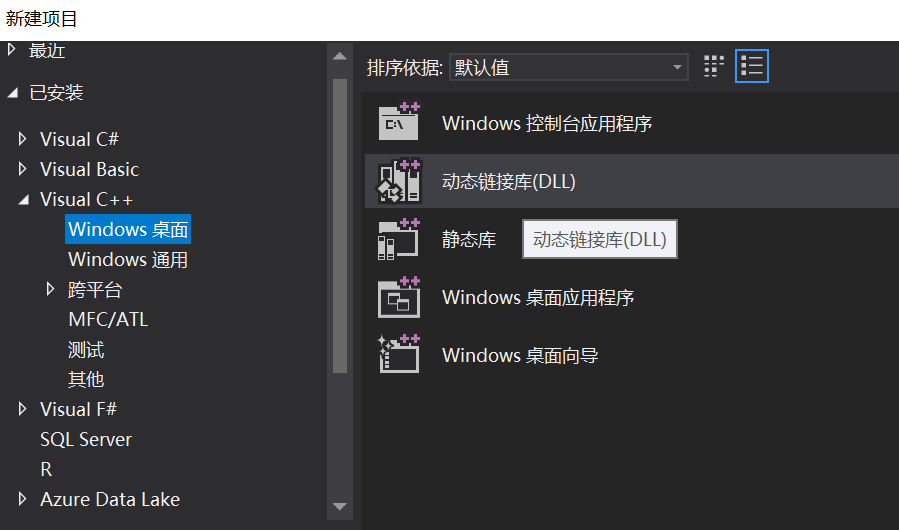 新建项目
最近
已安装
Visual C#
Visual Basic
Visual C++
Windows 桌面
Windows 通用
跨平台
MFC/ATL
测试
其他
Visual F#
SQL Server
R
Azure Data Lake
排序依据: 默认值
Windows 控制台应用程序
动态链接库(DLL)
静态库
动态链接库(DLL)
Windows 桌面应用程序
Windows 桌面向导